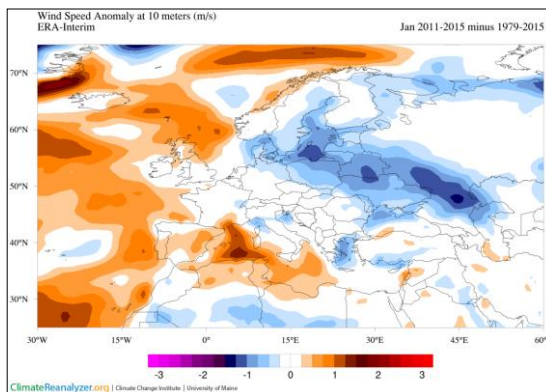 Wind Speed Anomaly at 10 meters (m/s)
ERA-Interim
Jan 2011-2015 minus 1979-2015
70°N
60°N
50°N
40°N
30°N
30°W
15°W
0°
15°E
30°E
45°E
60°E
-3
-2
-1
0
1
2
3
ClimateReanalyzer.org | Climate Change Institute | University of Maine